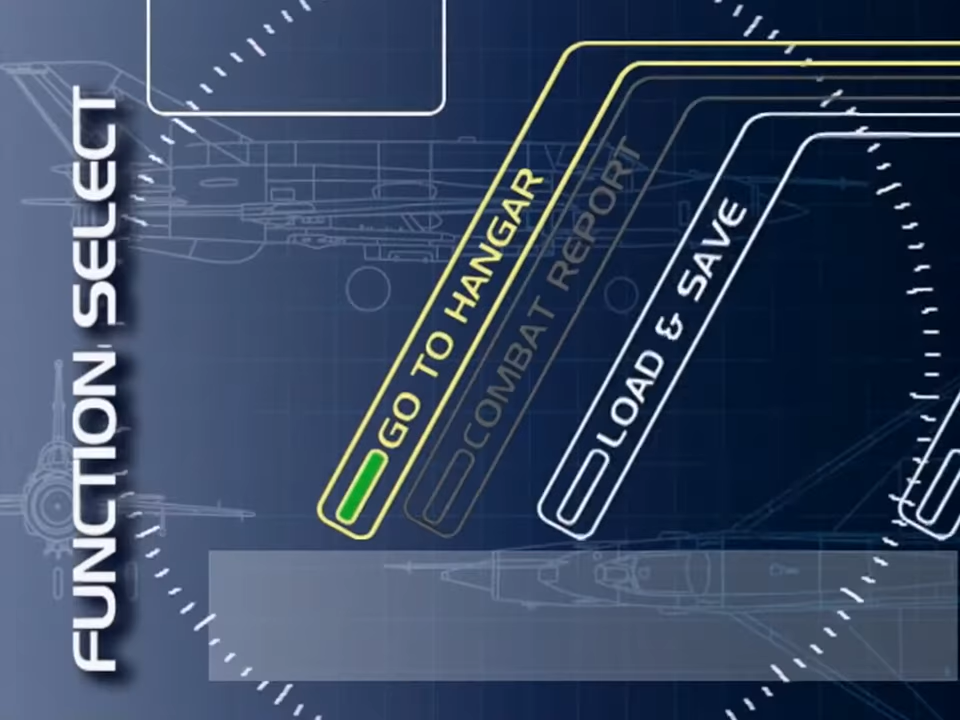 FUNCTION SELECT
GO TO HANGAR
COMBAT REPORT
LOAD & SAVE